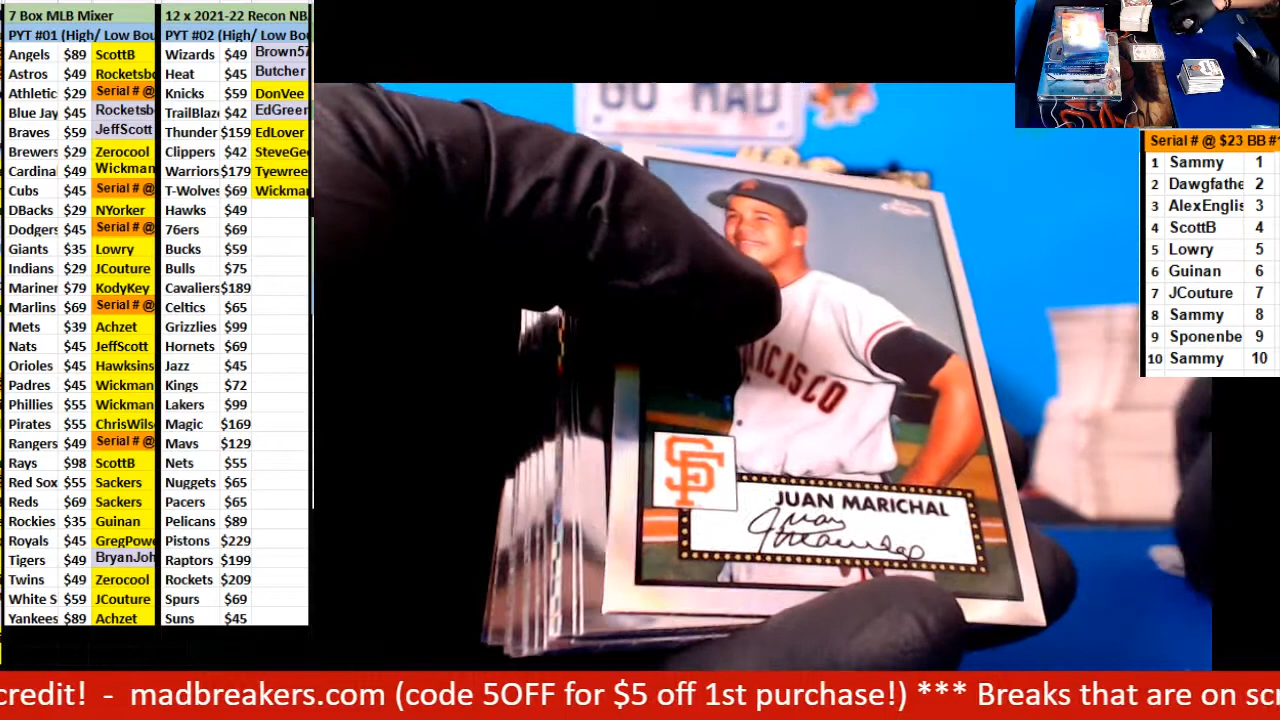 7 Box MLB Mixer
PYT #01 (High/ Low Bou
Angels $89 ScottB
Astros $49 Rocketsbo
Athletic $29 Serial # @
Blue Jay $45 Rocketsb
Braves $59 JeffScott
Brewers $29 Zerocool
Cardina $49 Wickman
Cubs $45 Serial # @
DBacks $29 NYorker
Dodgers $45 Serial # @
Giants $35 Lowry
Indians $29 JCouture
Mariner $79 KodyKey
Marlins $69 Serial # @
Mets $39 Achzet
Nats $45 JeffScott
Orioles $45 Hawksins
Padres $45 Wickman
Phillies $55 Wickman
Pirates $55 ChrisWils
Rangers $49 Serial # @
Rays $98 ScottB
Red Sox $55 Sackers
Reds $69 Sackers
Rockies $35 Guinan
Royals $45 GregPowe
Tigers $49 BryanJoh
Twins $49 Zerocool
White S $59 JCouture
Yankees $89 Achzet
12 x 2021-22 Recon NB
PYT #02 (High/ Low Bou
Wizards $49 Brown57
Heat $45 Butcher
Knicks $59 DonVee
TrailBlaz $42 EdGreen
Thunder $159 EdLover
Clippers $42 SteveGe
Warriors $179 Tyewree
T-Wolves $69 Wickma
Hawks $49
76ers $69
Bucks $59
Bulls $75
Cavaliers $189
Celtics $65
Grizzlies $99
Hornets $69
Jazz $45
Kings $72
Lakers $99
Magic $169
Mavs $129
Nets $55
Nuggets $65
Pacers $65
Pelicans $89
Pistons $229
Raptors $199
Rockets $209
Spurs $69
Suns $45
GO MAD
SF
JUAN MARICHAL
Juan
Marichal
Serial # @ $23 BB #
1 Sammy 1
2 Dawgfathe 2
3 AlexEnglis 3
4 ScottB 4
5 Lowry 5
6 Guinan 6
7 JCouture 7
8 Sammy 8
9 Sponenbe 9
10 Sammy 10
credit! - madbreakers.com (code 5OFF for $5 off 1st purchase!) *** Breaks that are on scr